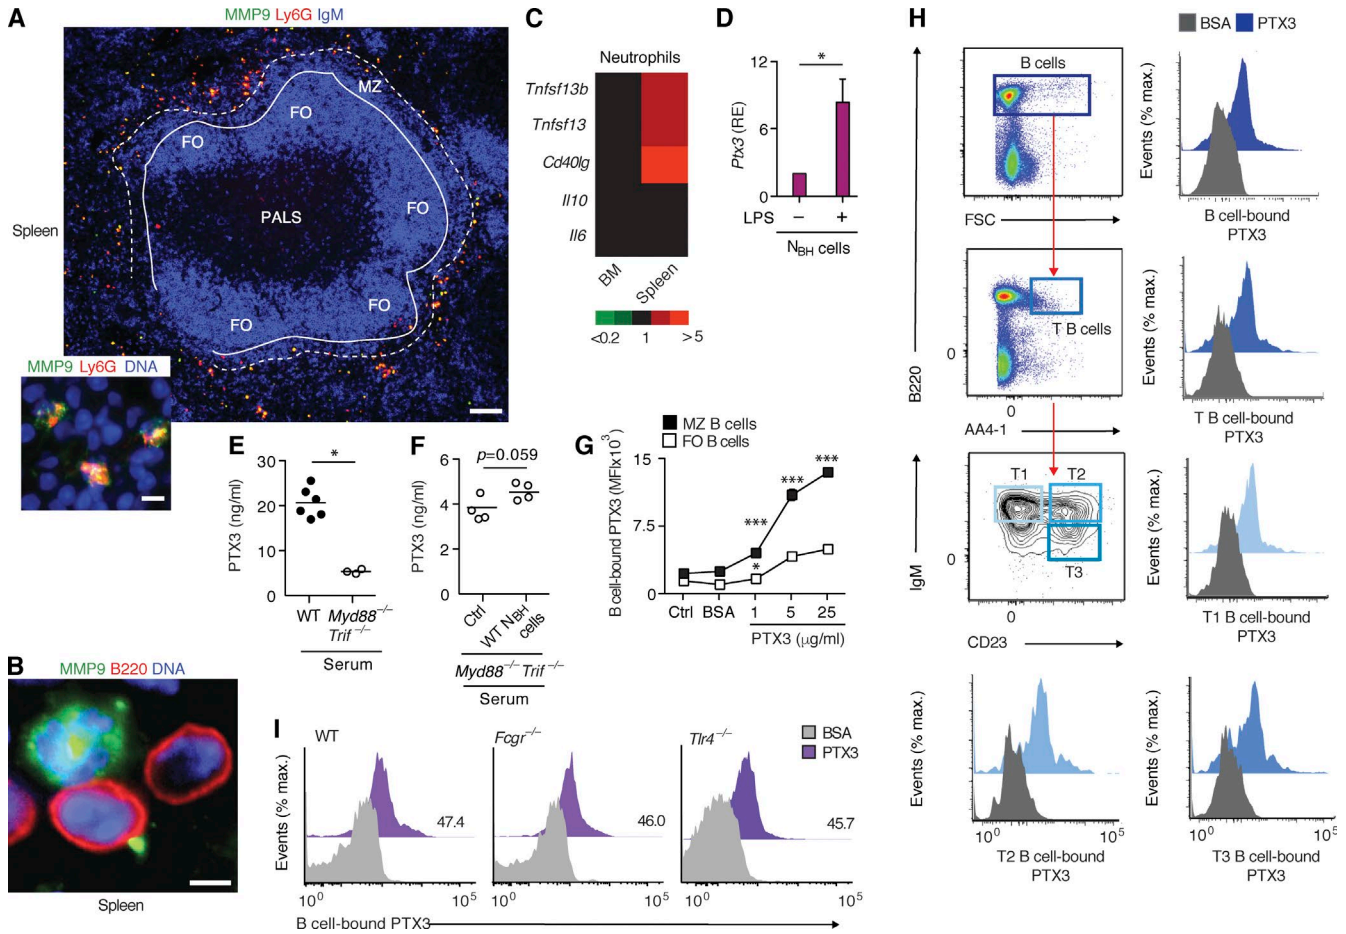 A
MMP9 Ly6G IgM
MZ
FO
FO
FO
PALS
FO
FO
Spleen
MMP9 Ly6G DNA
B
MMP9 B220 DNA
Spleen
C
Neutrophils
Tnfsf13b
Tnfsf13
Cd40lg
Il10
Il6
BM
Spleen
<0.2 1 >5
D
*
12
6
0
Ptx3 (RE)
LPS – +
NBH cells
E
*
30
20
10
0
PTX3 (ng/ml)
WT Myd88–/–
Trif–/–
Serum
F
p=0.059
6
4
2
0
PTX3 (ng/ml)
Ctrl
WT NBH
cells
Myd88–/– Trif–/–
Serum
G
MZ B cells
FO B cells
15
7.5
0
B cell-bound PTX3 (MFIx10³)
***
*
***
***
Ctrl BSA 1 5 25
PTX3 (µg/ml)
H
BSA PTX3
B cells
FSC
Events (% max.)
B cell-bound
PTX3
B220
0
T B cells
0
AA4-1
Events (% max.)
T B cell-bound
PTX3
IgM
0
T1 T2
T3
0
CD23
Events (% max.)
T1 B cell-bound
PTX3
Events (% max.)
10⁰ 10⁵
T2 B cell-bound
PTX3
Events (% max.)
10⁰ 10⁵
T3 B cell-bound
PTX3
I
WT
Fcgr–/–
Tlr4–/–
BSA
PTX3
Events (% max.)
47.4
46.0
45.7
10⁰ 10⁵ 10⁰ 10⁵ 10⁰ 10⁵
B cell-bound PTX3